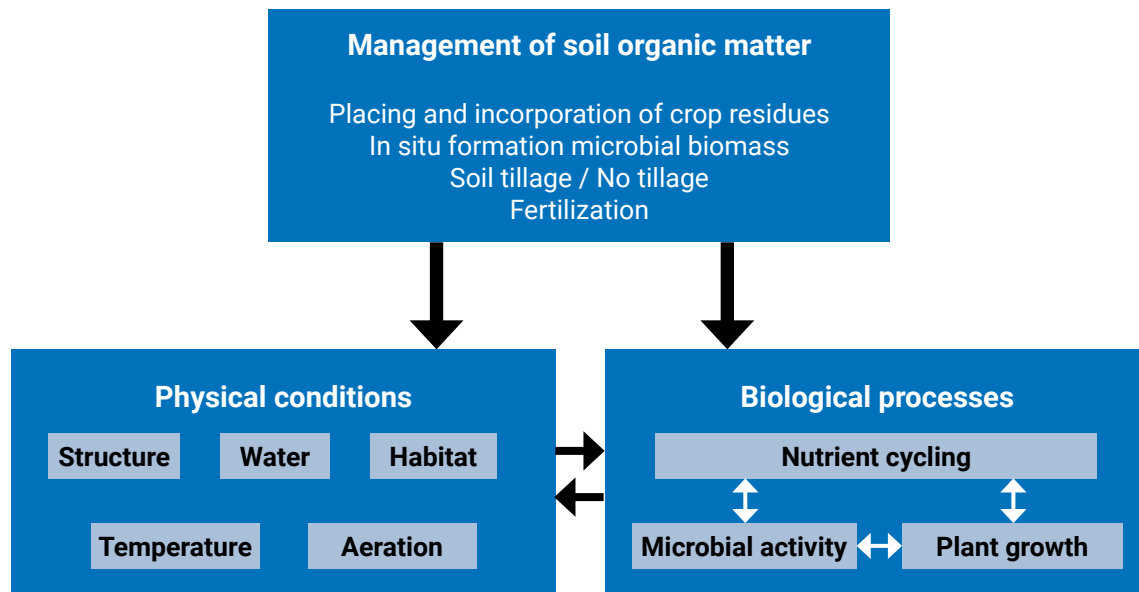 Management of soil organic matter
Placing and incorporation of crop residues
In situ formation microbial biomass
Soil tillage / No tillage
Fertilization
Physical conditions
Structure
Water
Habitat
Temperature
Aeration
Biological processes
Nutrient cycling
Microbial activity
Plant growth